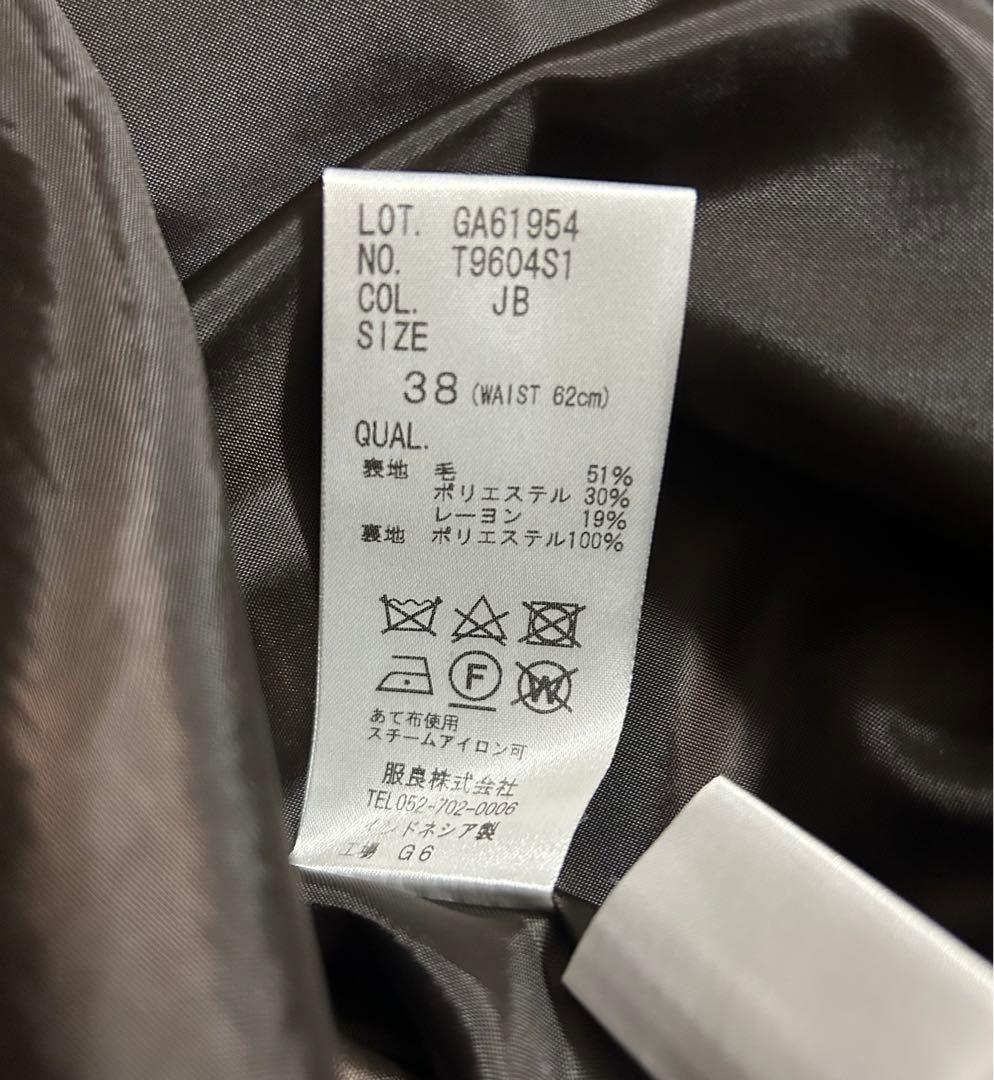 LOT. GA61954
NO. T9604S1
COL. JB
SIZE
38 (WAIST 62cm)
QUAL.
表地 毛 51%
ポリエステル 30%
レーヨン 19%
裏地 ポリエステル100%
F W
あて布使用
スチームアイロン可
服良株式会社
TEL052-702-0006
インドネシア製
工場 G6